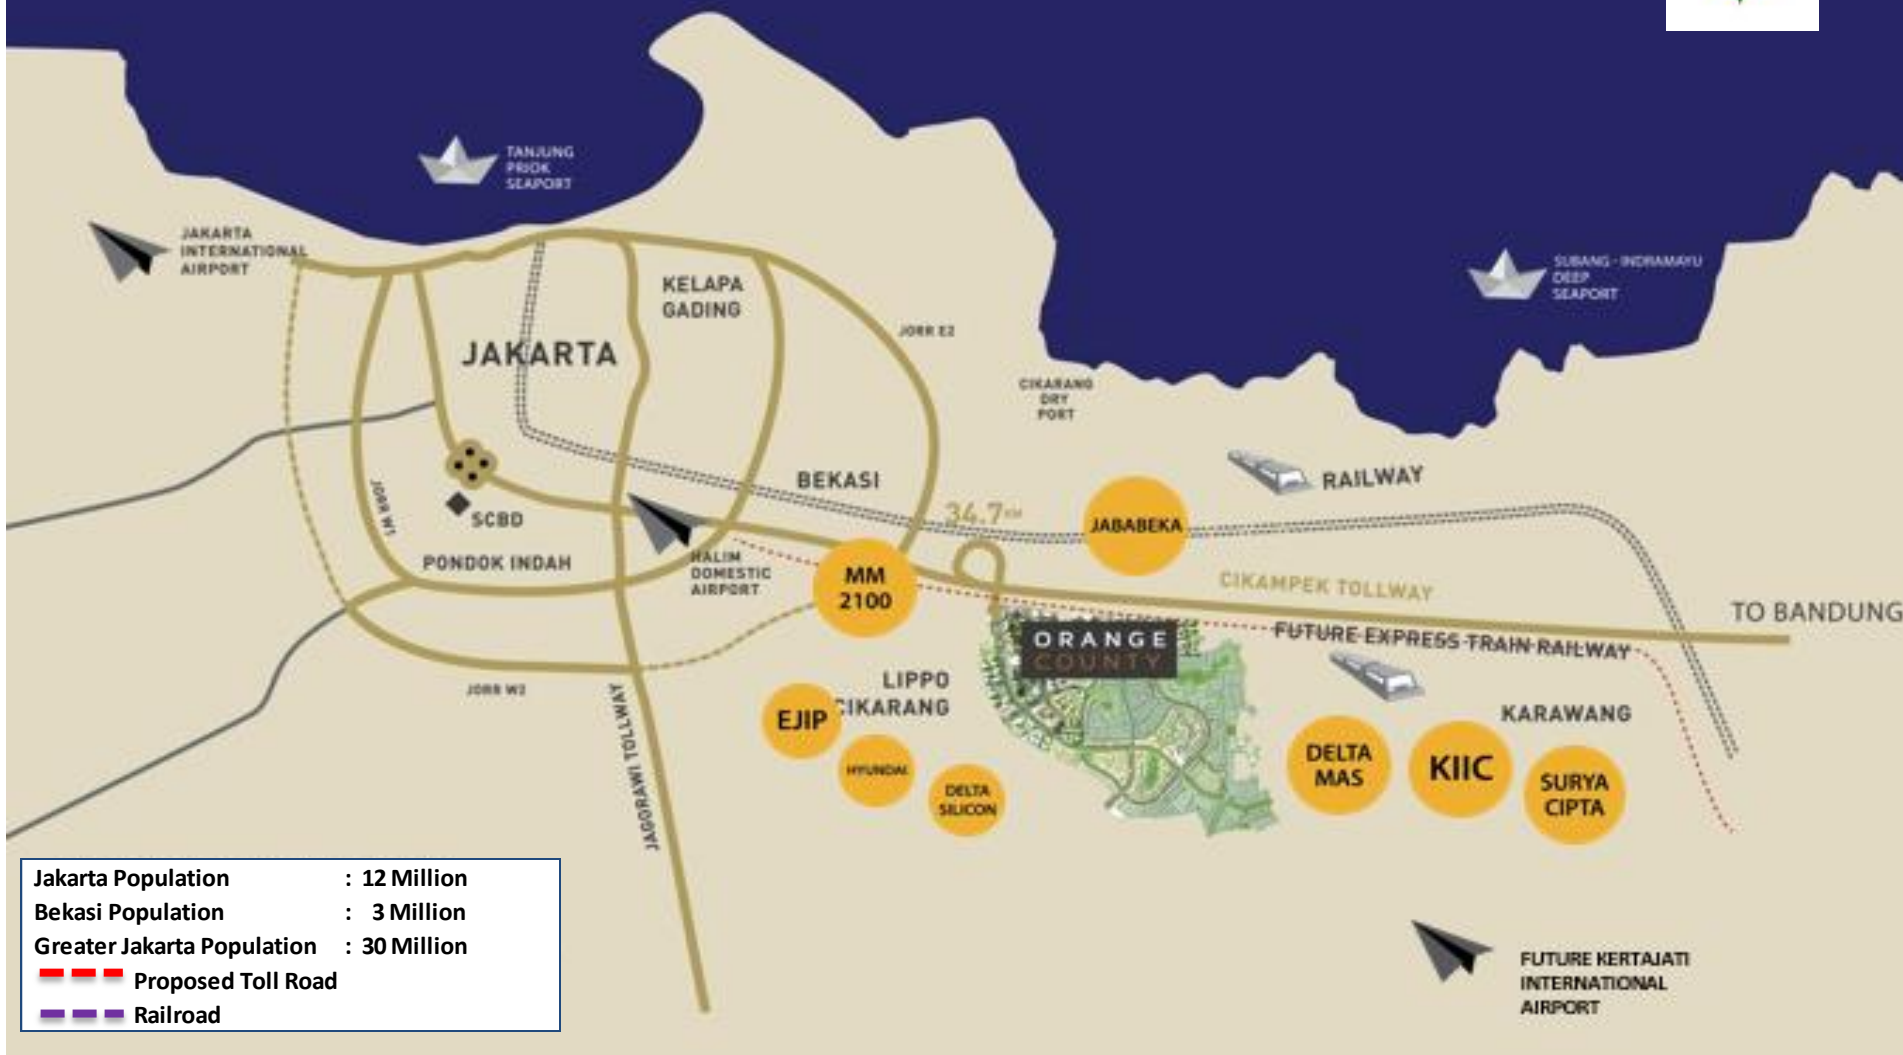 TANJUNG
PRIOK
SEAPORT
JAKARTA
INTERNATIONAL
AIRPORT
SUBANG - INDRAMAYU
DEEP
SEAPORT
KELAPA
GADING
JORR E2
JAKARTA
CIKARANG
DRY
PORT
BEKASI
RAILWAY
JORR W1
SCBD
34.7 KM
JABABEKA
PONDOK INDAH
HALIM
DOMESTIC
AIRPORT
MM
2100
CIKAMPEK TOLLWAY
TO BANDUNG
ORANGE
COUNTY
FUTURE EXPRESS TRAIN RAILWAY
JORR W2
LIPPO
CIKARANG
EJIP
HYUNDAI
DELTA
SILICON
JAGORAWI TOLLWAY
KARAWANG
DELTA
MAS
KIIC
SURYA
CIPTA
Jakarta Population : 12 Million
Bekasi Population : 3 Million
Greater Jakarta Population : 30 Million
Proposed Toll Road
Railroad
FUTURE KERTAJATI
INTERNATIONAL
AIRPORT